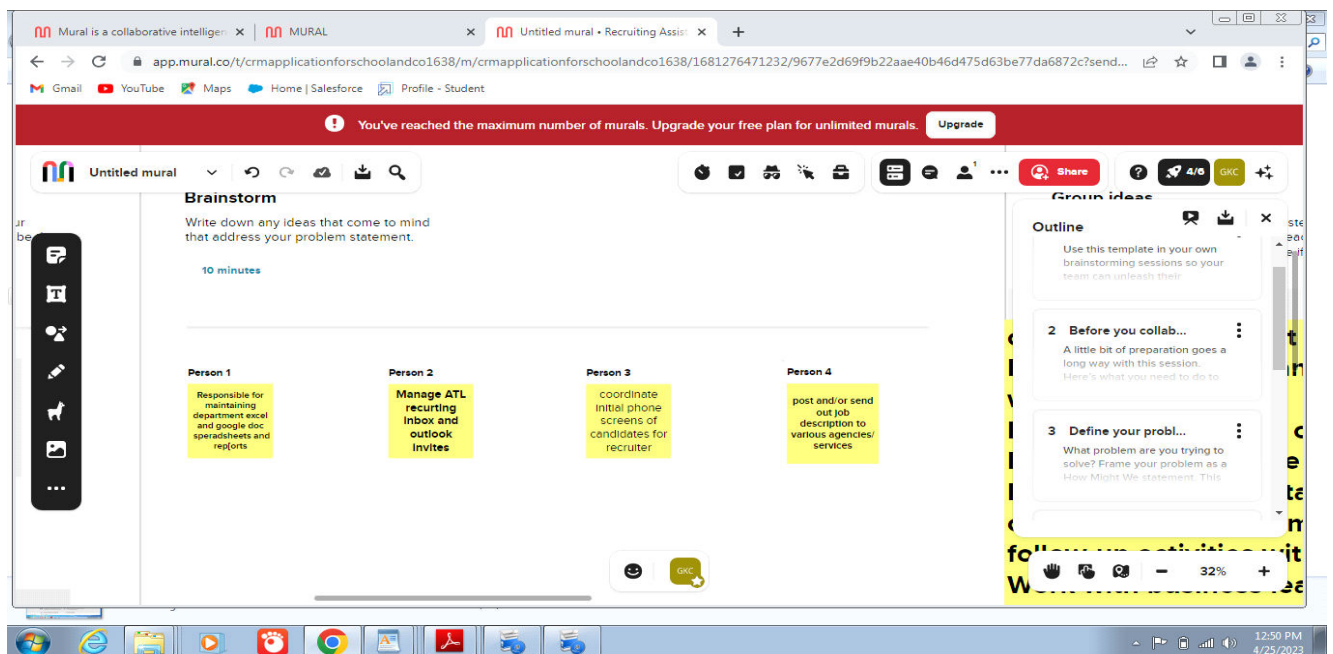 Mural is a collaborative intelligen
MURAL
Untitled mural • Recruiting Assis
app.mural.co/t/crmapplicationforschoolandco1638/m/crmapplicationforschoolandco1638/1681276471232/9677e2d69f9b22aae40b46d475d63be77da6872c?send...
Gmail YouTube Maps Home | Salesforce Profile - Student
You've reached the maximum number of murals. Upgrade your free plan for unlimited murals. Upgrade
Untitled mural
1
Share
? 4/6 GKC
Brainstorm
Write down any ideas that come to mind
that address your problem statement.
10 minutes
Person 1
Responsible for
maintaining
department excel
and google doc
speradsheets and
rep[orts
Person 2
Manage ATL
recurting
inbox and
outlook
invites
Person 3
coordinate
initial phone
screens of
candidates for
recruiter
Person 4
post and/or send
out job
description to
various agencies/
services
Group ideas
Outline
Use this template in your own
brainstorming sessions so your
team can unleash their
2 Before you collab...
A little bit of preparation goes a
long way with this session.
Here's what you need to do to
3 Define your probl...
What problem are you trying to
solve? Frame your problem as a
How Might We statement. This
follow up activities
Work with business
GKC
32%
12:50 PM
4/25/2023